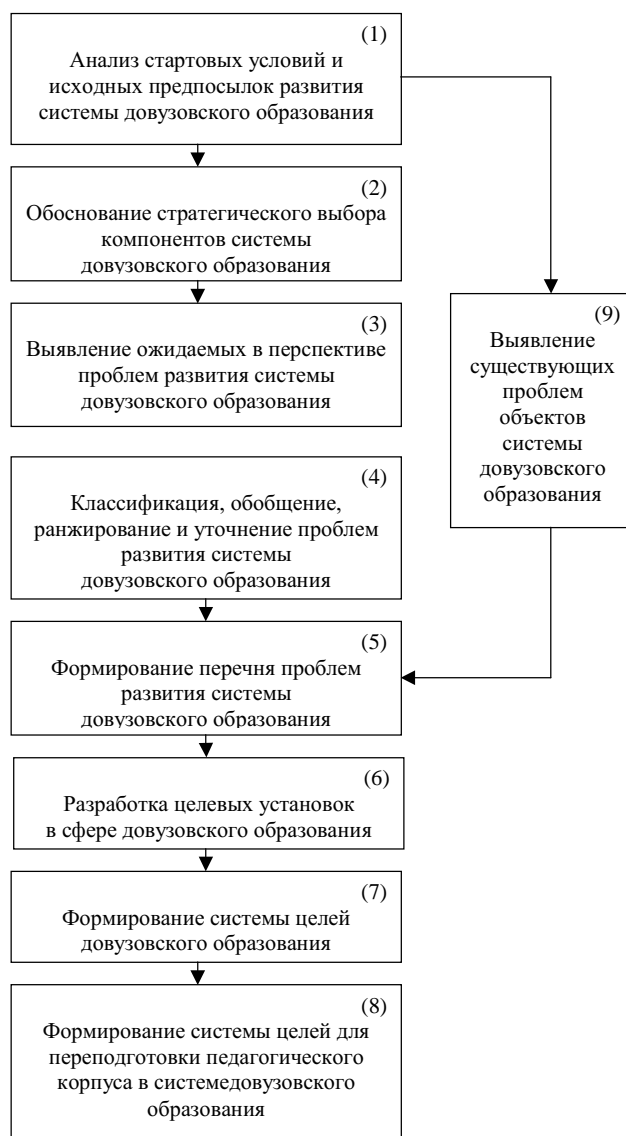 (1)
Анализ стартовых условий и
исходных предпосылок развития
системы довузовского образования
(2)
Обоснование стратегического выбора
компонентов системы
довузовского образования
(3)
Выявление ожидаемых в перспективе
проблем развития системы
довузовского образования
(4)
Классификация, обобщение,
ранжирование и уточнение проблем
развития системы
довузовского образования
(5)
Формирование перечня проблем
развития системы
довузовского образования
(6)
Разработка целевых установок
в сфере довузовского образования
(7)
Формирование системы целей
довузовского образования
(8)
Формирование системы целей для
переподготовки педагогического
корпуса в системедовузовского
образования
(9)
Выявление
существующих
проблем
объектов
системы
довузовского
образования